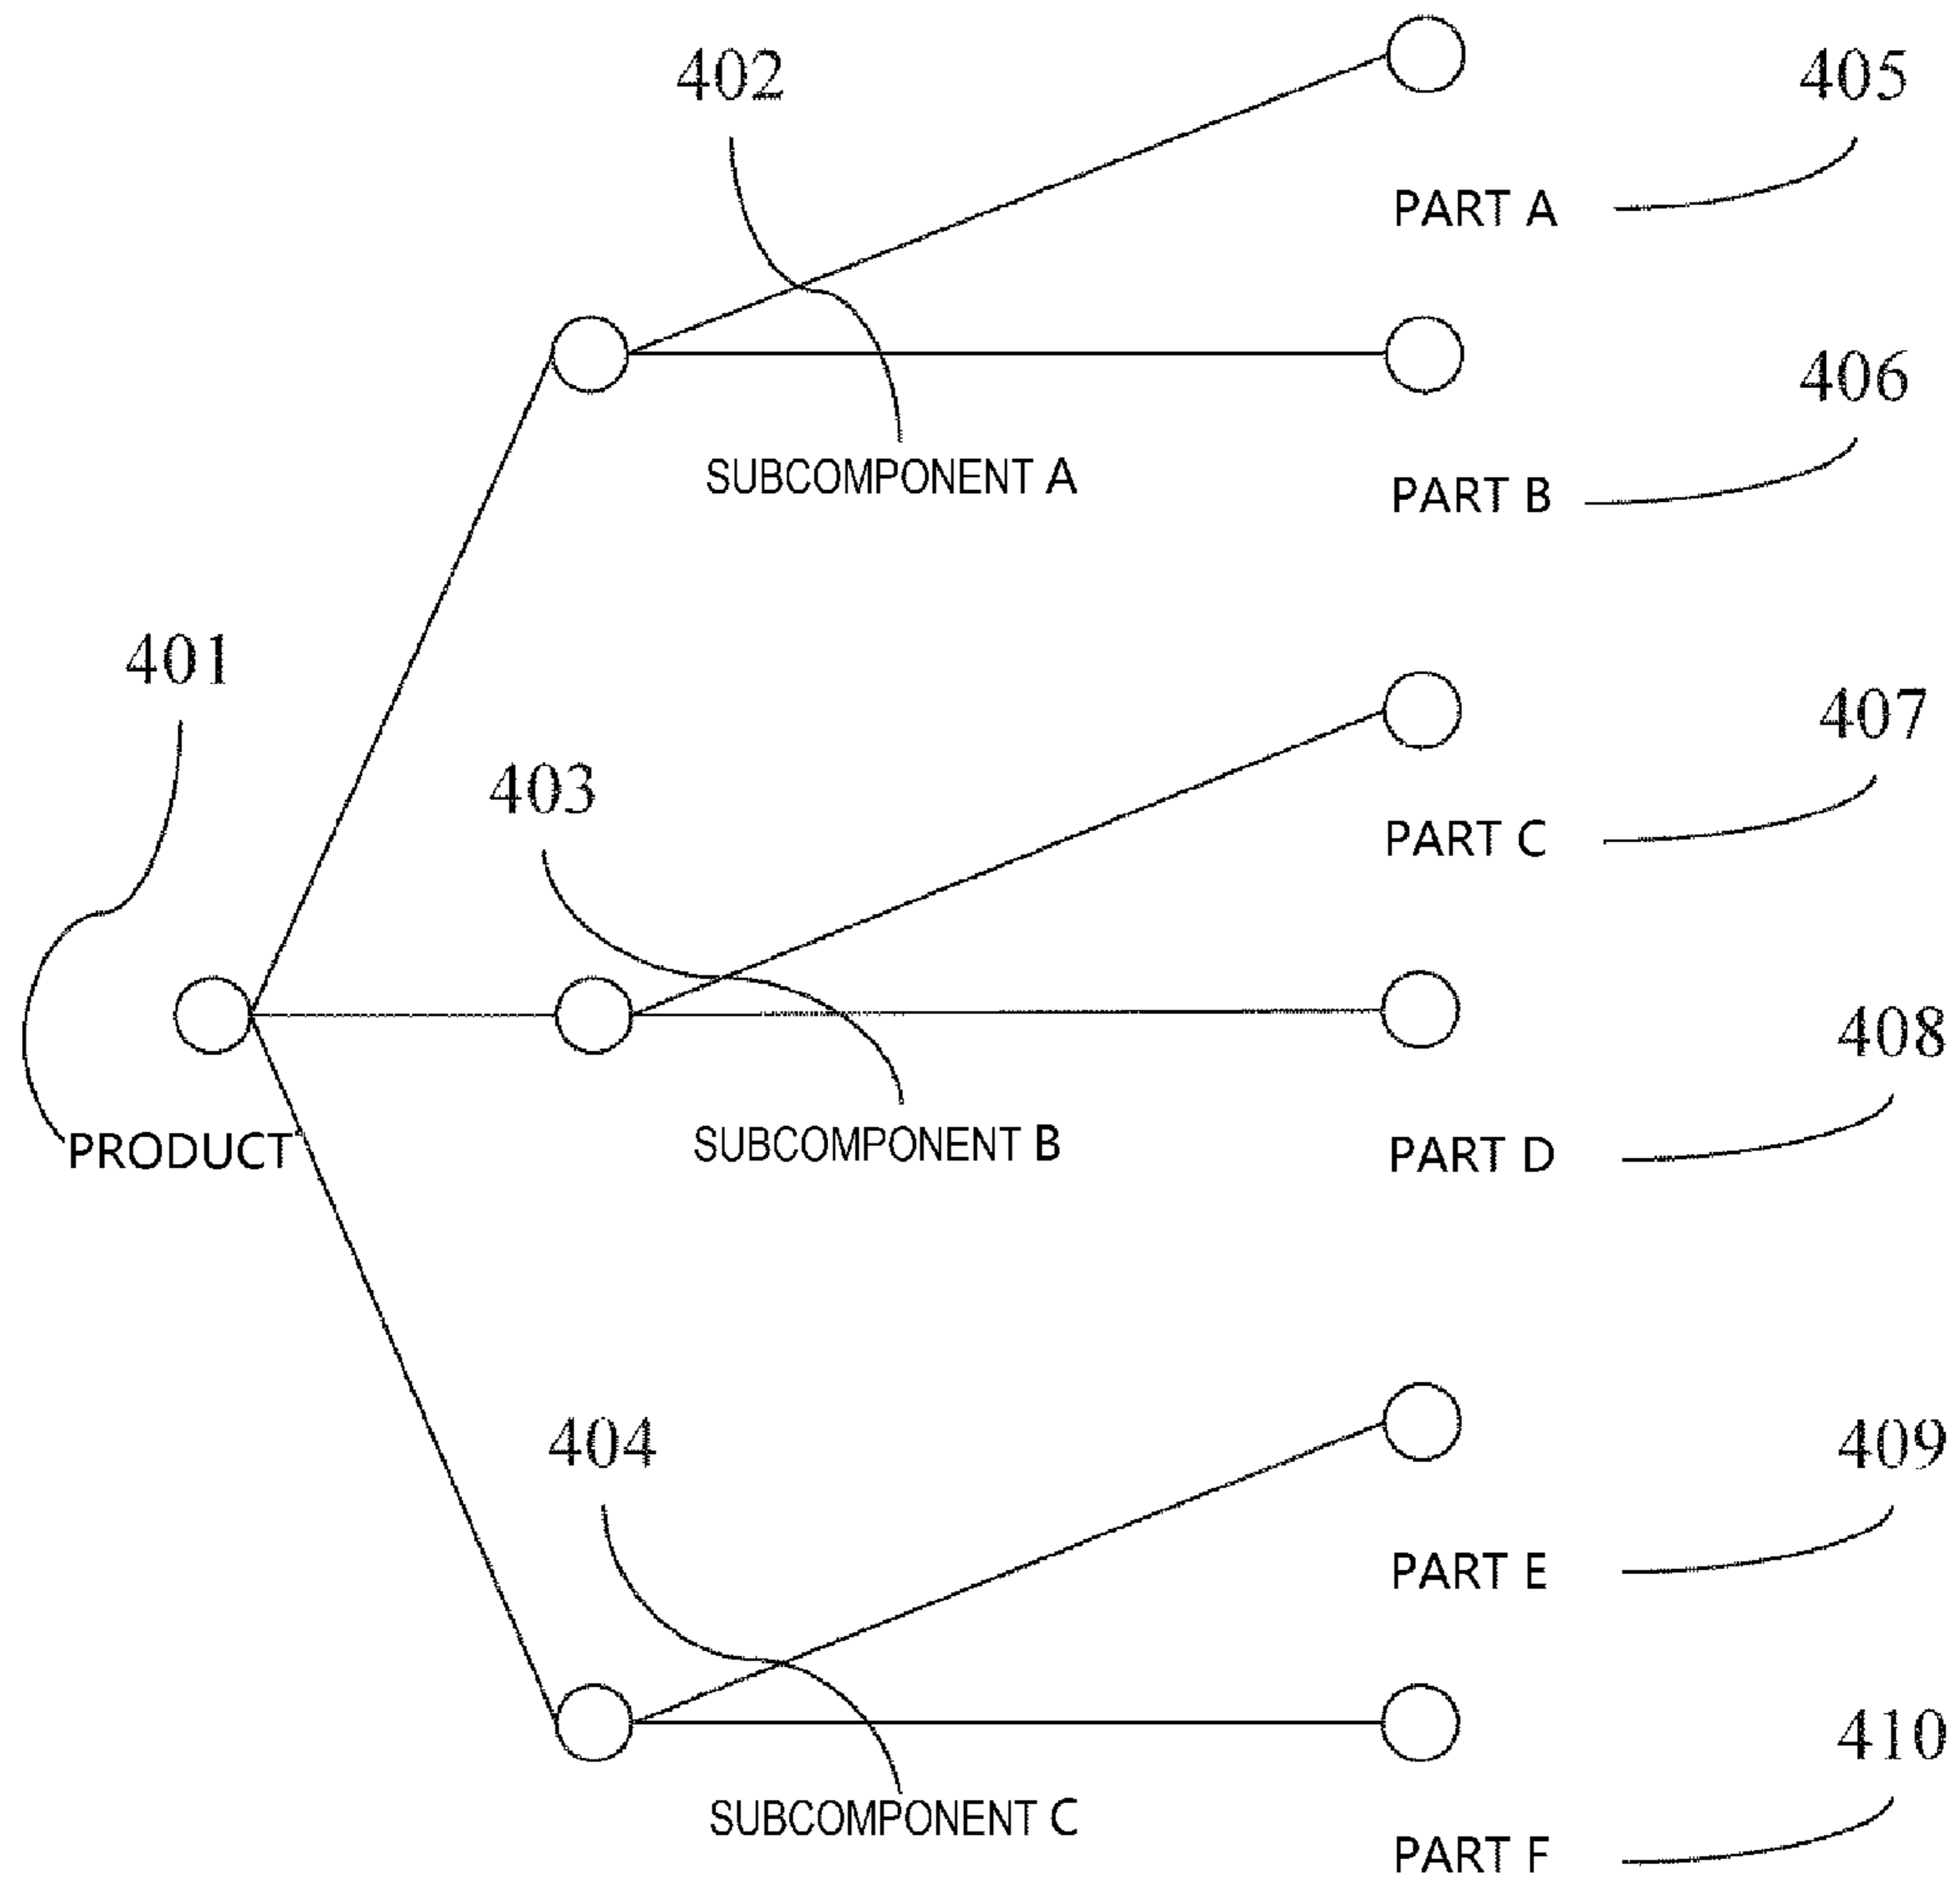 402
405
PART A
406
SUBCOMPONENT A
PART B
401
407
403
PART C
408
PRODUCT
SUBCOMPONENT B
PART D
404
409
PART E
410
SUBCOMPONENT C
PART F